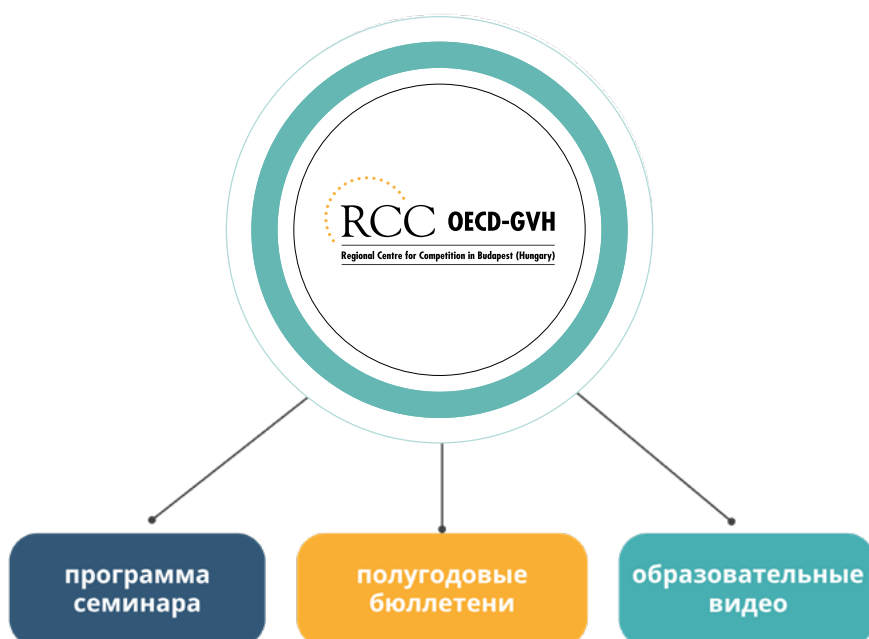 RCC OECD-GVH
Regional Centre for Competition in Budapest (Hungary)
программа
семинара
полугодовые
бюллетени
образовательные
видео